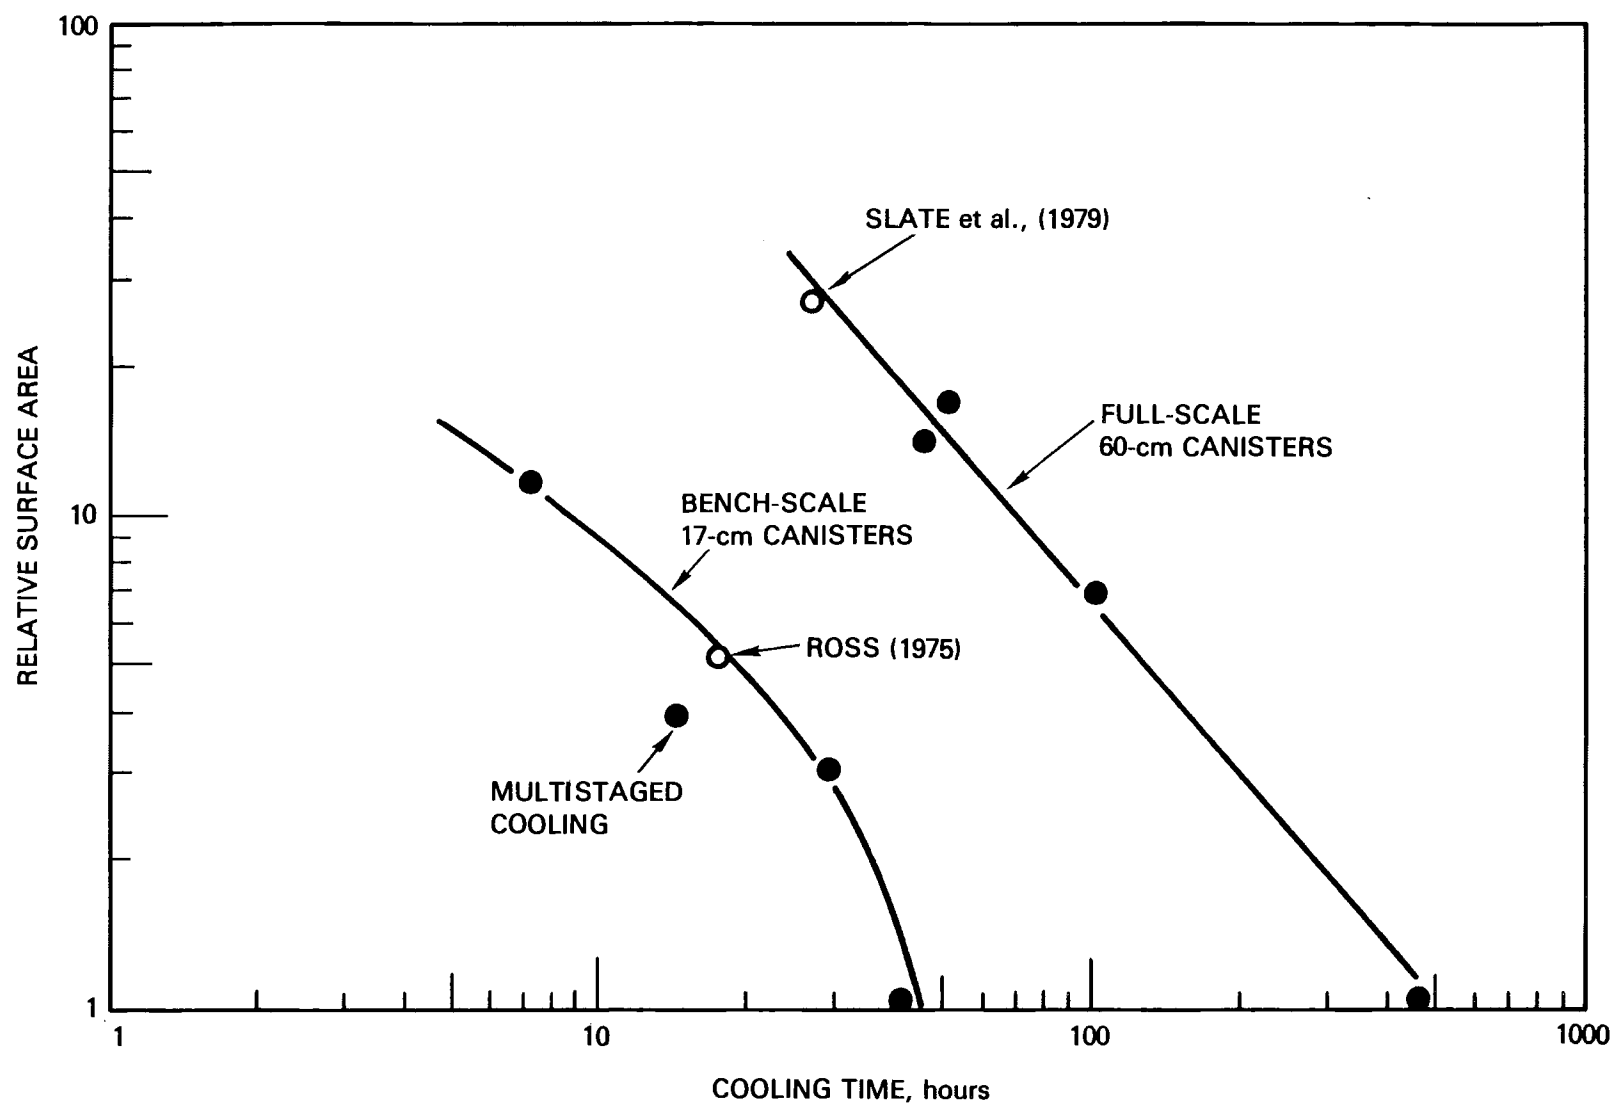 100
SLATE et al., (1979)
FULL-SCALE
60-cm CANISTERS
BENCH-SCALE
17-cm CANISTERS
10
RELATIVE SURFACE AREA
ROSS (1975)
MULTISTAGED
COOLING
1
1 10 100 1000
COOLING TIME, hours